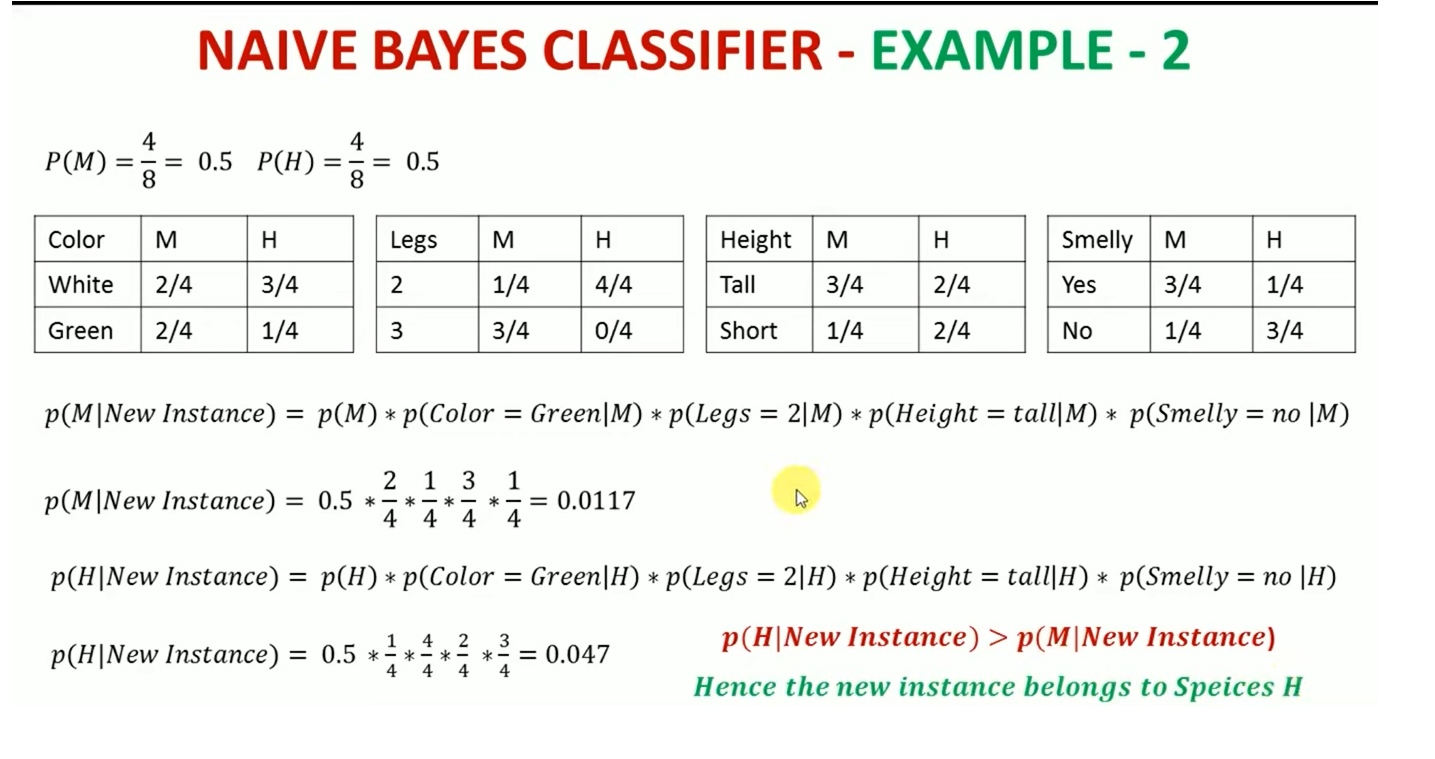 NAIVE BAYES CLASSIFIER - EXAMPLE - 2
P(M) = 4/8 = 0.5 P(H) = 4/8 = 0.5
Color M H
White 2/4 3/4
Green 2/4 1/4
Legs M H
2 1/4 4/4
3 3/4 0/4
Height M H
Tall 3/4 2/4
Short 1/4 2/4
Smelly M H
Yes 3/4 1/4
No 1/4 3/4
p(M|New Instance) = p(M) * p(Color = Green|M) * p(Legs = 2|M) * p(Height = tall|M) * p(Smelly = no |M)
p(M|New Instance) = 0.5 * 2/4 * 1/4 * 3/4 * 1/4 = 0.0117
p(H|New Instance) = p(H) * p(Color = Green|H) * p(Legs = 2|H) * p(Height = tall|H) * p(Smelly = no |H)
p(H|New Instance) = 0.5 * 1/4 * 4/4 * 2/4 * 3/4 = 0.047
p(H|New Instance) > p(M|New Instance)
Hence the new instance belongs to Speices H